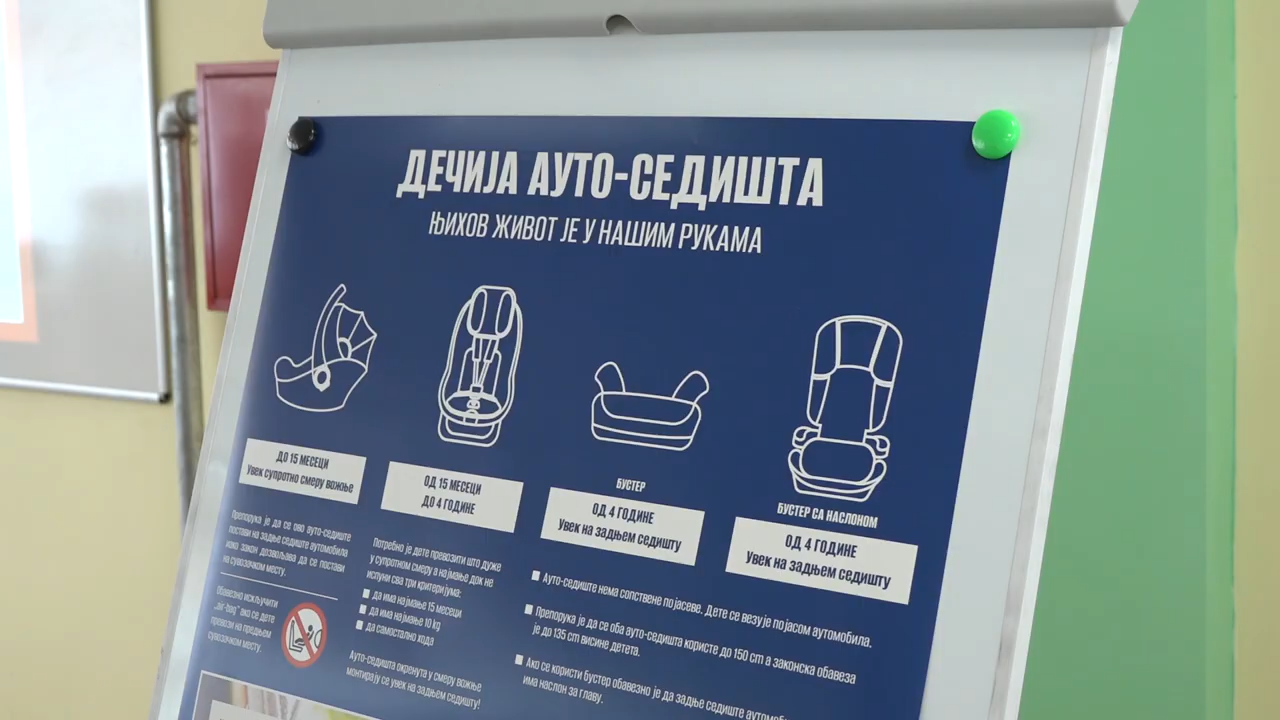 ДЕЧИЈА АУТО-СЕДИШТА
ЊИХОВ ЖИВОТ ЈЕ У НАШИМ РУКАМА
ДО 15 МЕСЕЦИ
Увек супротно смеру вожње
Препорука је да се ово ауто-седиште
постави на задње седиште аутомобила
иако закон дозвољава да се постави
на сувозачком месту.
Обавезно искључити
„air-bag” ако се дете
превози на предњем
сувозачком месту.
ОД 15 МЕСЕЦИ
ДО 4 ГОДИНЕ
Потребно је дете превозити што дуже
у супротном смеру а најмање док не
испуни сва три критеријума:
да има најмање 15 месеци
да има најмање 10 kg
да самостално хода
Ауто-седишта окренута у смеру вожње
монтирају се увек на задњем седишту!
БУСТЕР
ОД 4 ГОДИНЕ
Увек на задњем седишту
БУСТЕР СА НАСЛОНОМ
ОД 4 ГОДИНЕ
Увек на задњем седишту
Ауто-седиште нема сопствене појасеве. Дете се везује појасом аутомобила.
Препорука је да се оба ауто-седишта користе до 150 cm а законска обавеза
је до 135 cm висине детета.
Ако се користи бустер обавезно је да задње седиште
има наслон за главу.